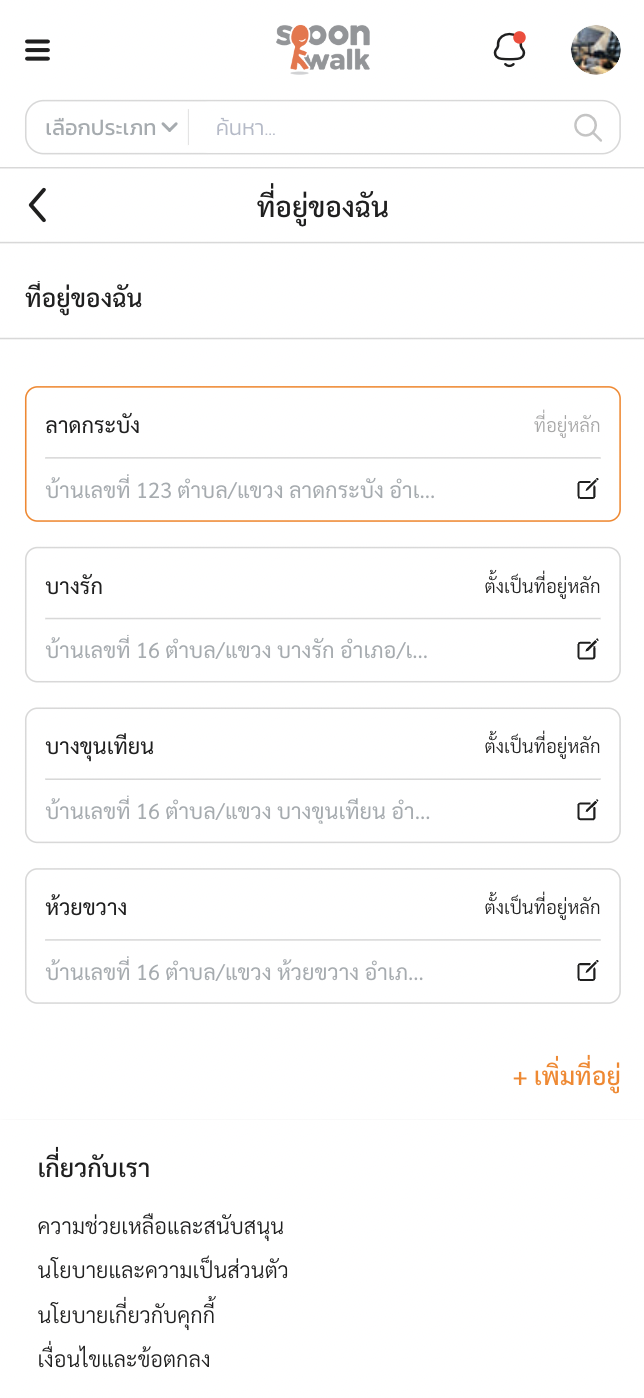 spoon
walk
เลือกประเภท ค้นหา...
ที่อยู่ของฉัน
ที่อยู่ของฉัน
ลาดกระบัง ที่อยู่หลัก
บ้านเลขที่ 123 ตำบล/แขวง ลาดกระบัง อำเ...
บางรัก ตั้งเป็นที่อยู่หลัก
บ้านเลขที่ 16 ตำบล/แขวง บางรัก อำเภอ/เ...
บางขุนเทียน ตั้งเป็นที่อยู่หลัก
บ้านเลขที่ 16 ตำบล/แขวง บางขุนเทียน อำ...
ห้วยขวาง ตั้งเป็นที่อยู่หลัก
บ้านเลขที่ 16 ตำบล/แขวง ห้วยขวาง อำเภ...
+ เพิ่มที่อยู่
เกี่ยวกับเรา
ความช่วยเหลือและสนับสนุน
นโยบายและความเป็นส่วนตัว
นโยบายเกี่ยวกับคุกกี้
เงื่อนไขและข้อตกลง